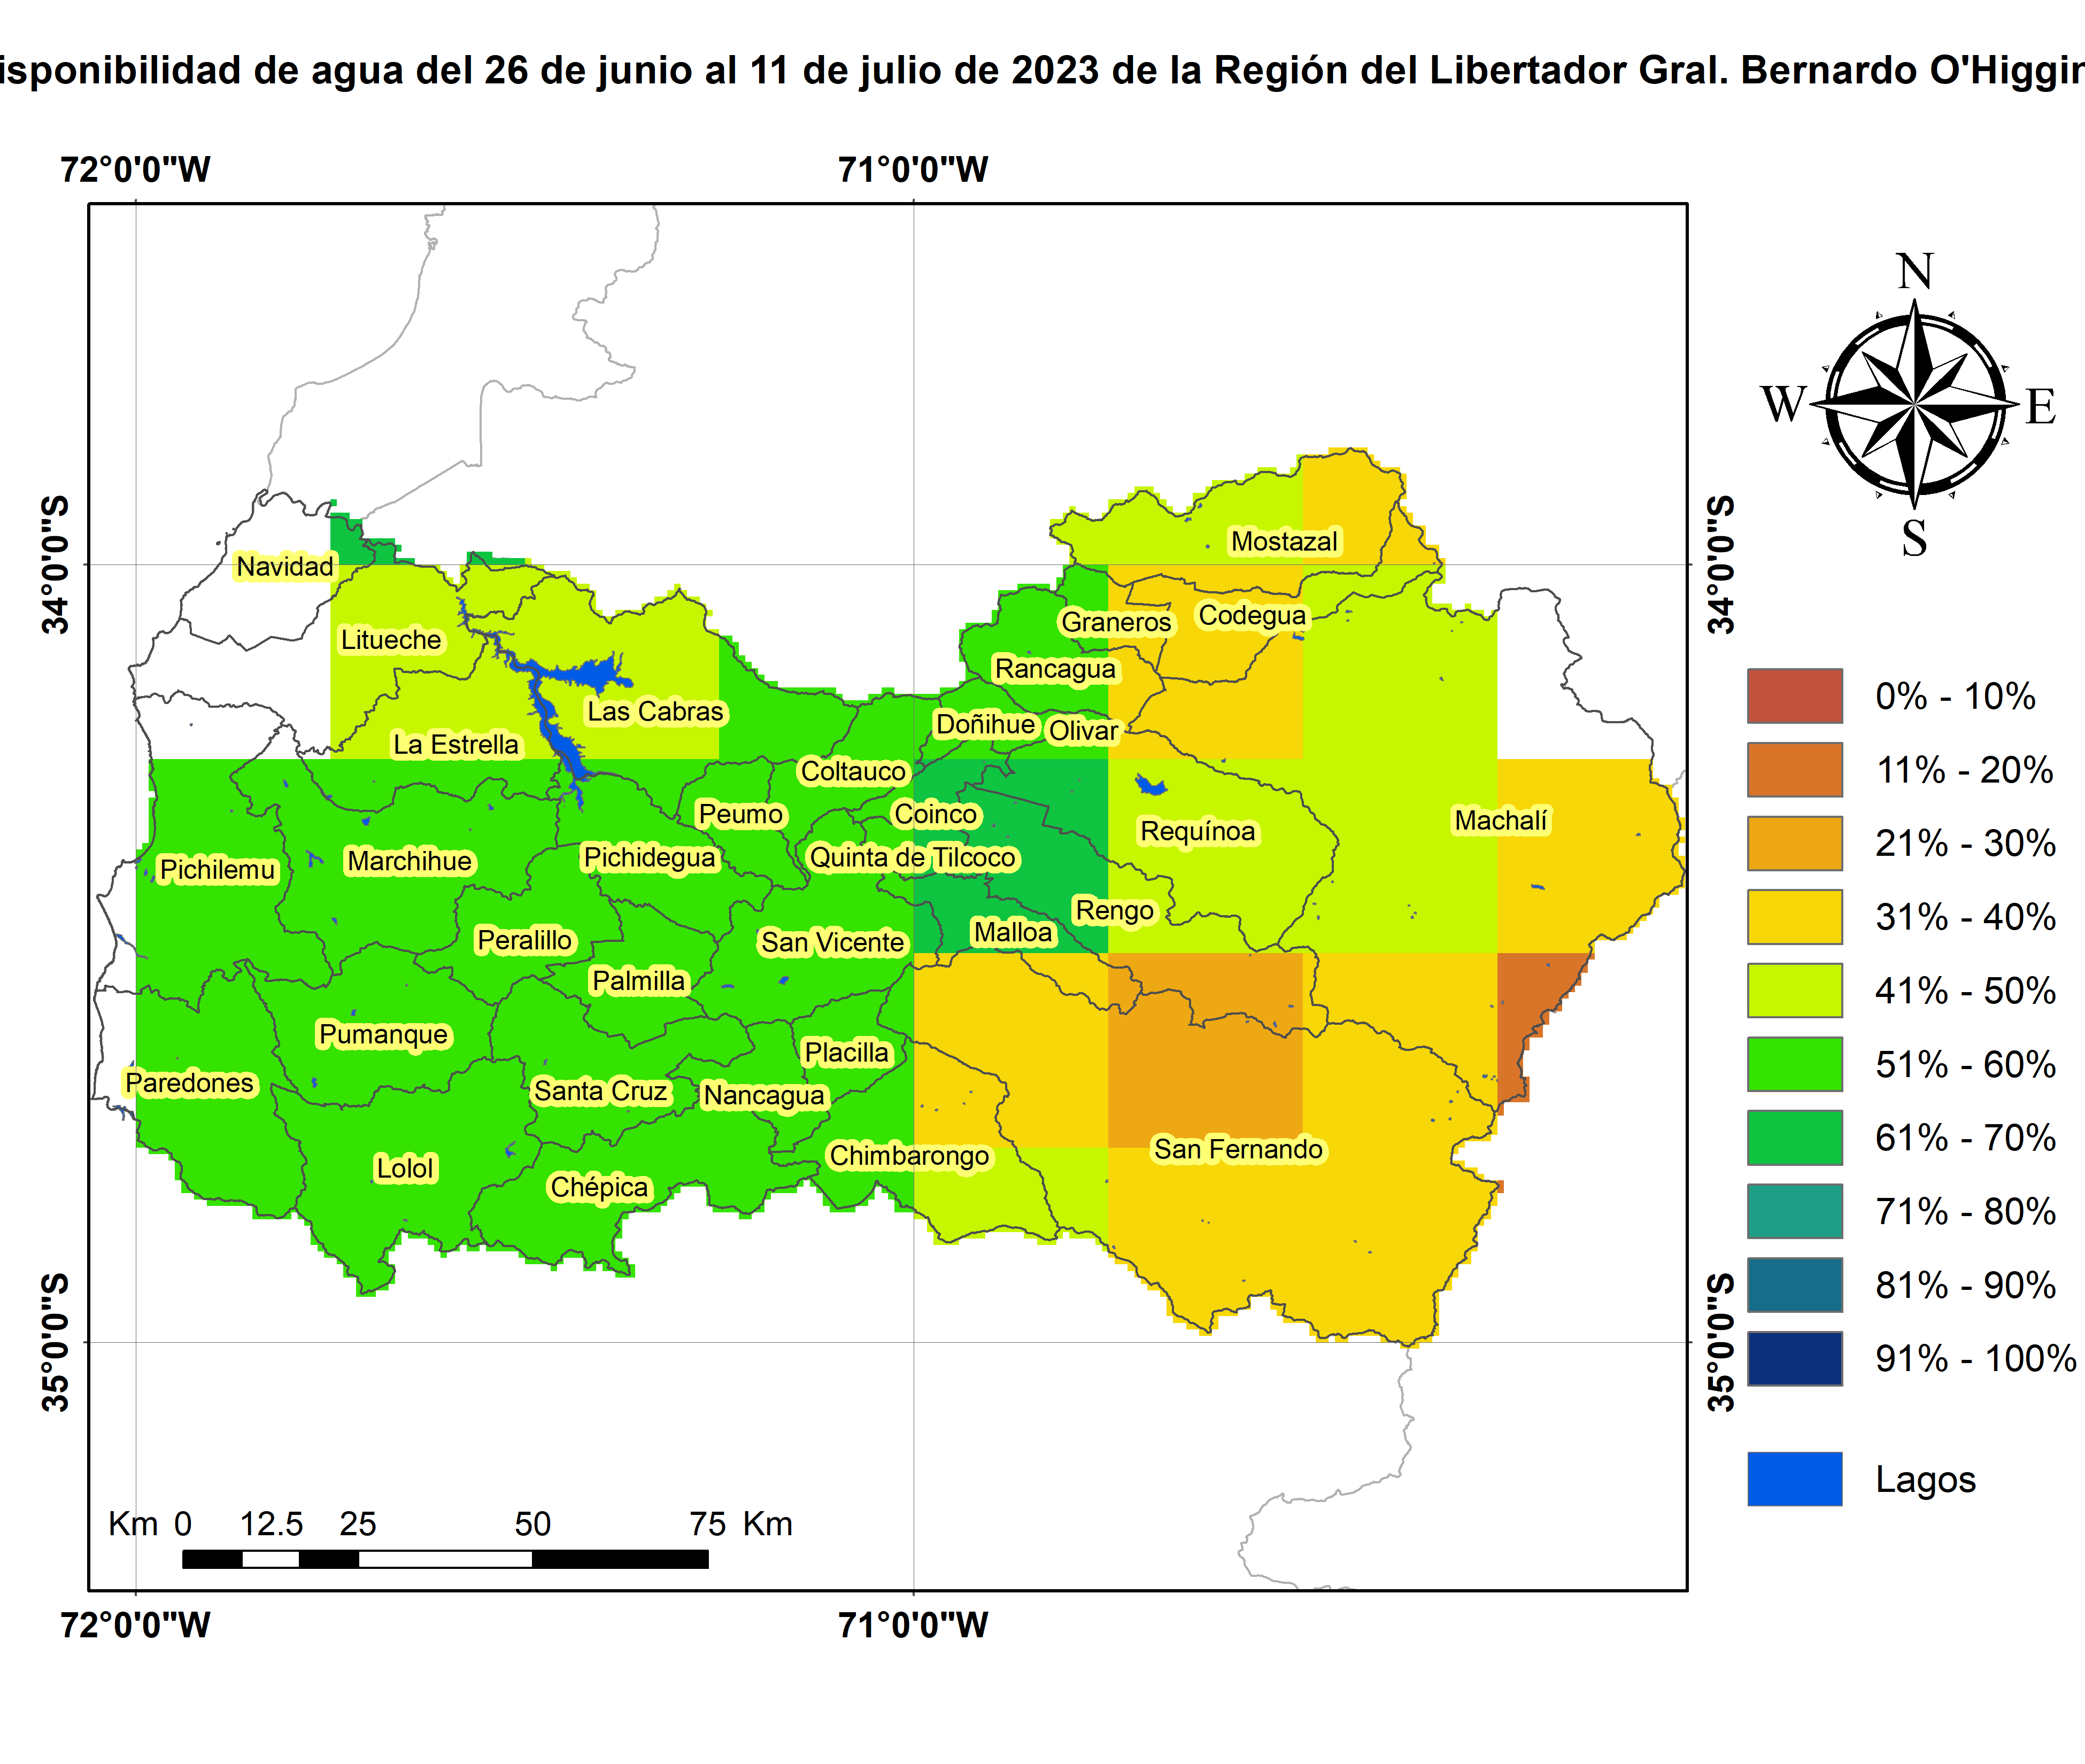 isponibilidad de agua del 26 de junio al 11 de julio de 2023 de la Región del Libertador Gral. Bernardo O'Higgin
72°0'0"W
71°0'0"W
N
W
E
S
34°0'0"S
34°0'0"S
Mostazal
Navidad
Codegua
Graneros
Litueche
Rancagua
Las Cabras
Doñihue
Olivar
La Estrella
Coltauco
Peumo
Coinco
Machalí
Requínoa
Pichidegua
Quinta de Tilcoco
Marchihue
Pichilemu
Rengo
Malloa
Peralillo
San Vicente
Palmilla
Pumanque
Placilla
Paredones
Santa Cruz
Nancagua
San Fernando
Chimbarongo
Lolol
Chépica
0% - 10%
11% - 20%
21% - 30%
31% - 40%
41% - 50%
51% - 60%
61% - 70%
71% - 80%
81% - 90%
91% - 100%
Lagos
35°0'0"S
35°0'0"S
Km 0 12.5 25 50 75 Km
72°0'0"W
71°0'0"W